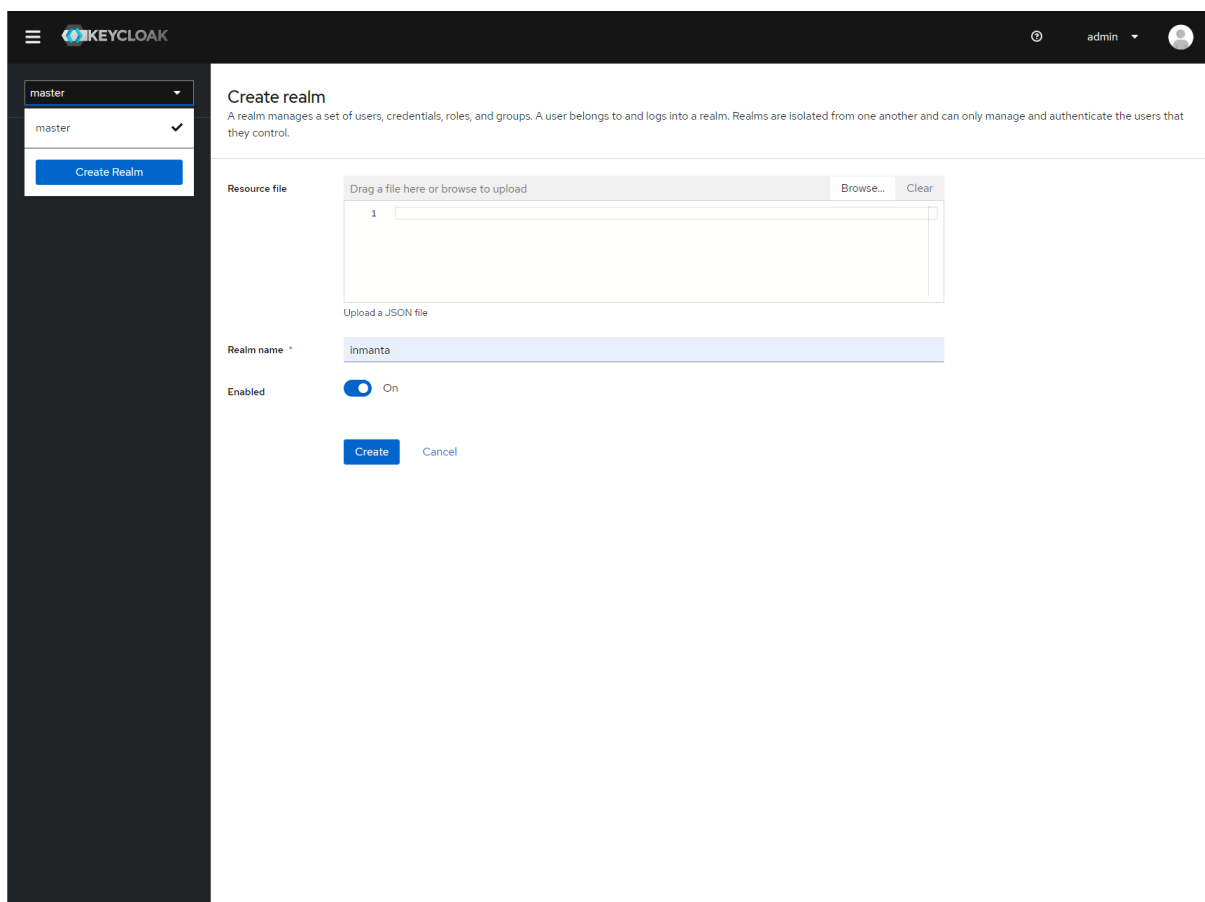 KEYCLOAK
admin
master
master
Create Realm
Create realm
A realm manages a set of users, credentials, roles, and groups. A user belongs to and logs into a realm. Realms are isolated from one another and can only manage and authenticate the users that
they control.
Resource file
Drag a file here or browse to upload
Browse...
Clear
1
Upload a JSON file
Realm name *
inmanta
Enabled
On
Create
Cancel